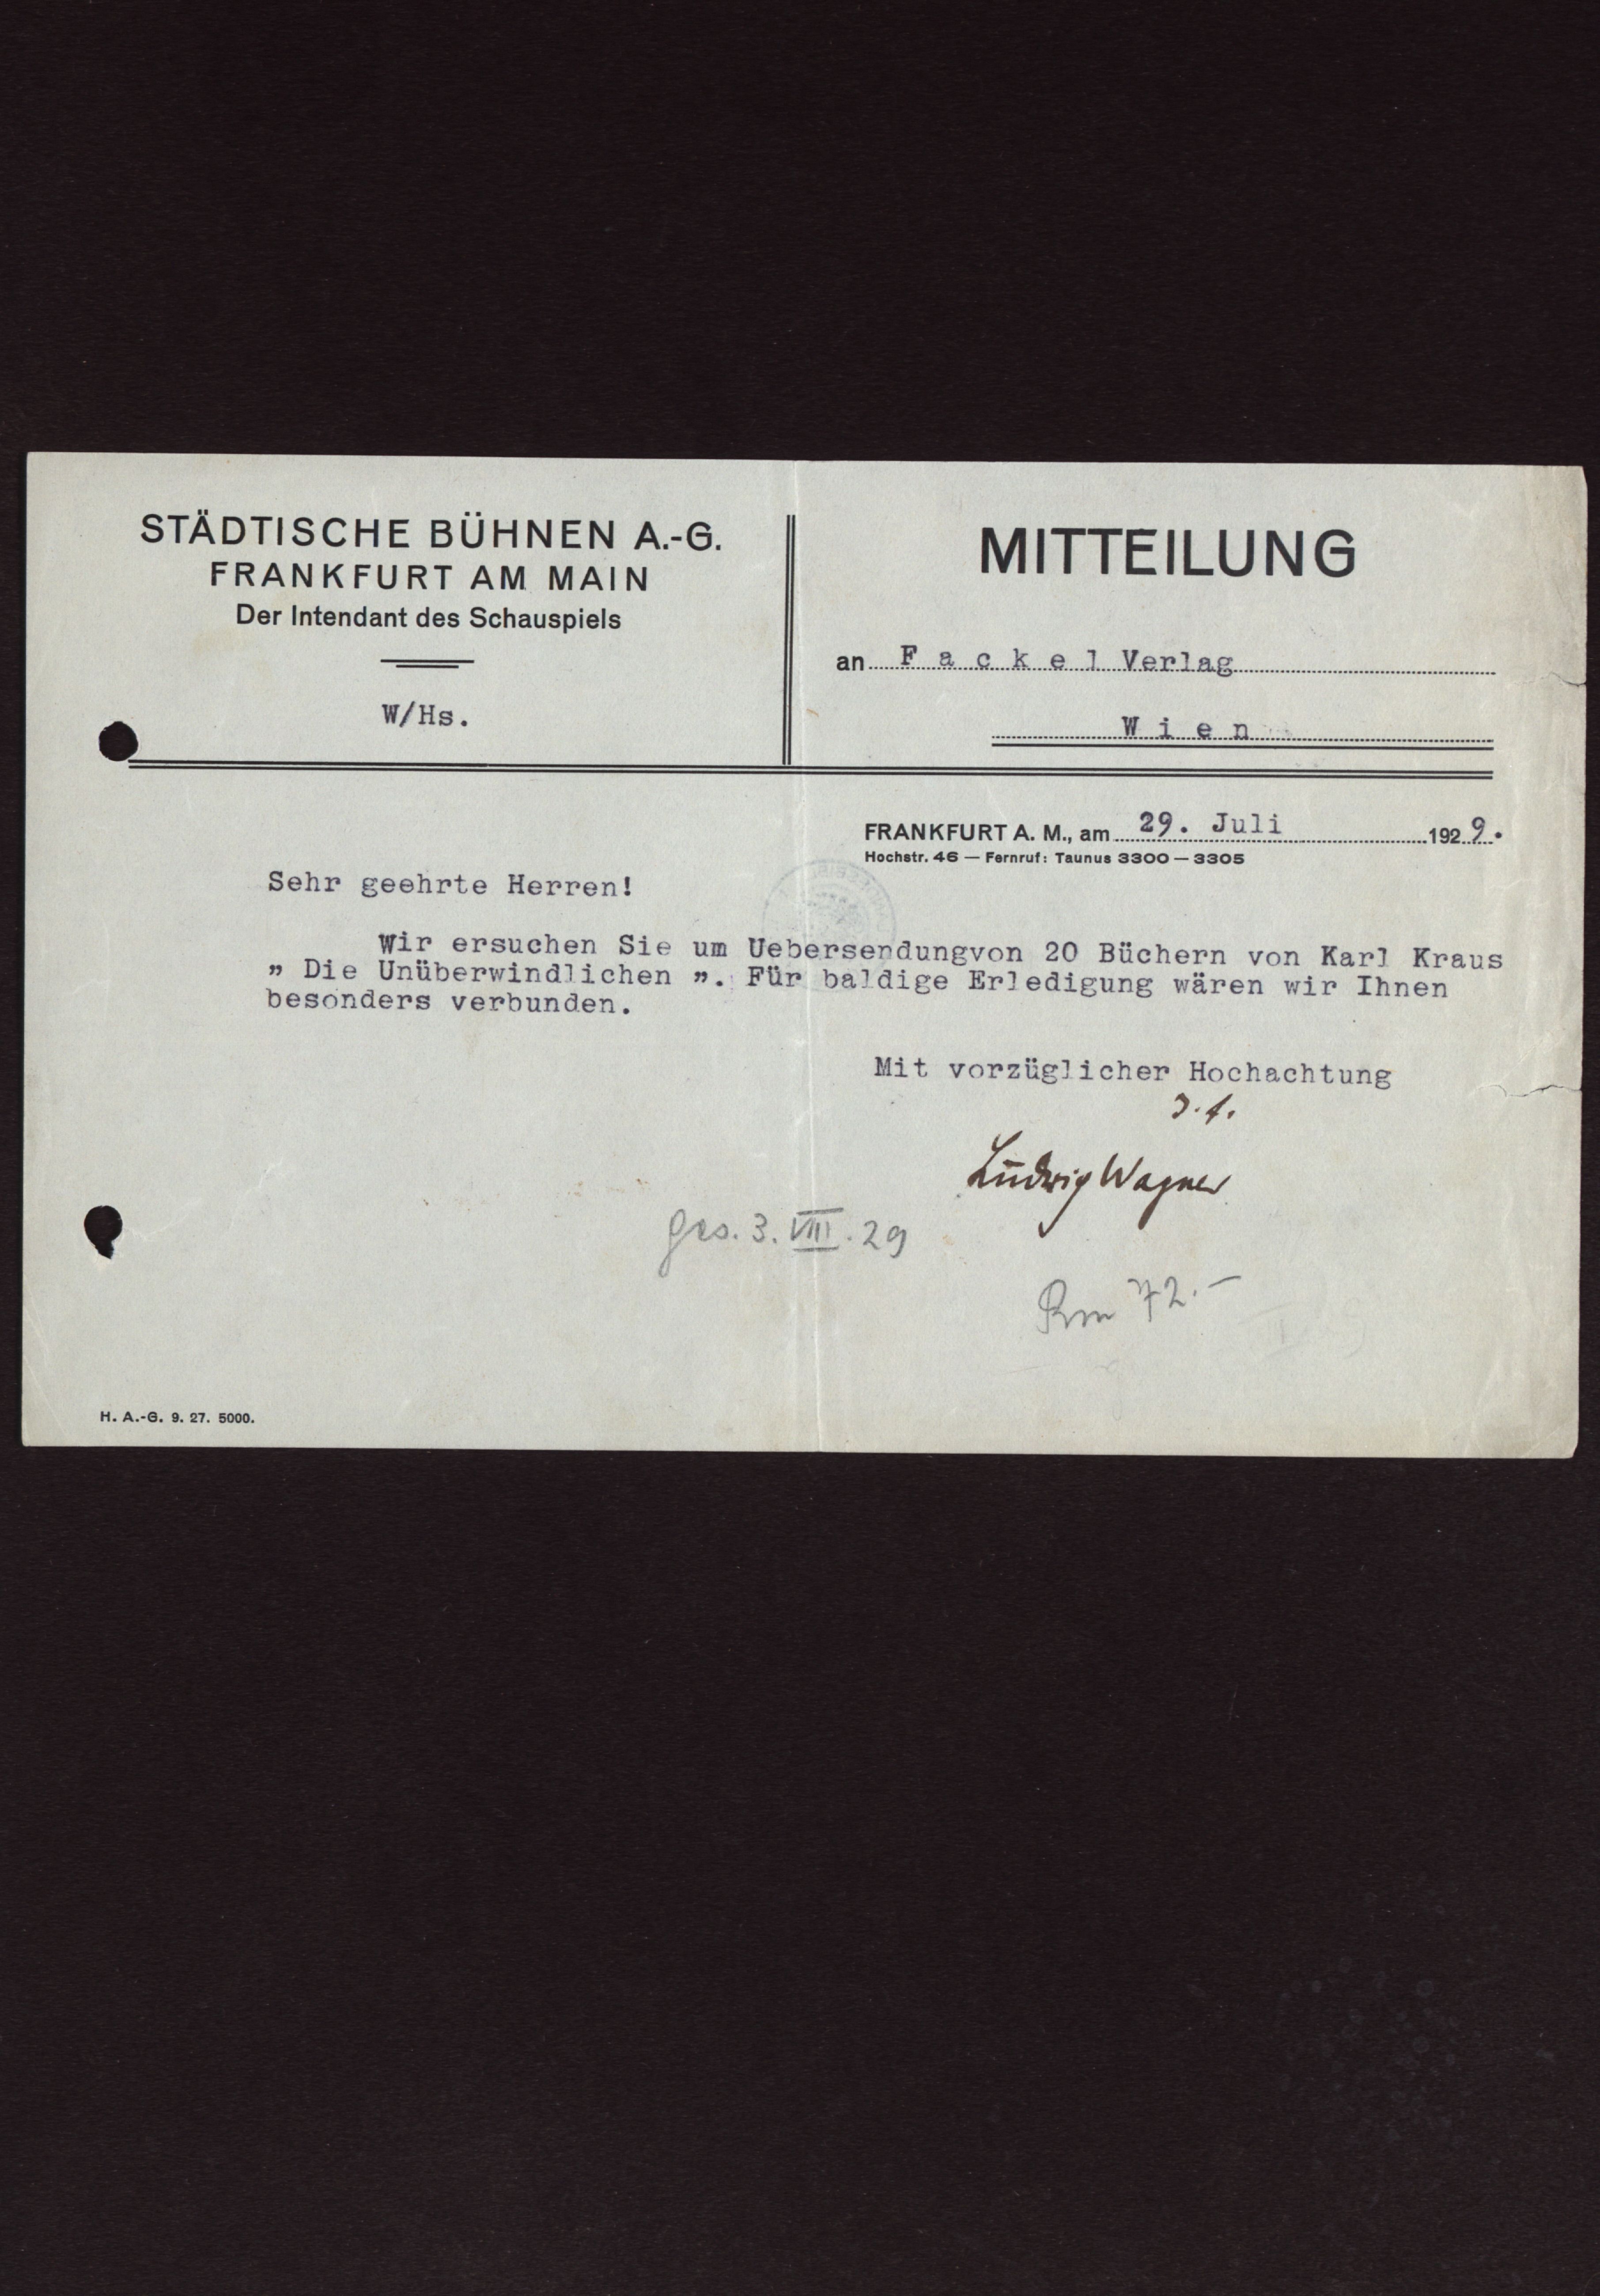 STÄDTISCHE BÜHNEN A.-G.
FRANKFURT AM MAIN
Der Intendant des Schauspiels
W/Hs.
MITTEILUNG
an F a c k e l Verlag
W i e n
FRANKFURT A. M., am 29. Juli 1929.
Hochstr. 46 — Fernruf: Taunus 3300 — 3305
Sehr geehrte Herren!
Wir ersuchen Sie um Uebersendungvon 20 Büchern von Karl Kraus
„ Die Unüberwindlichen „. Für baldige Erledigung wären wir Ihnen
besonders verbunden.
Mit vorzüglicher Hochachtung
Ludwig Wagner
ges. 3. VIII. 29
Rm 72.–
H. A.-G. 9. 27. 5000.